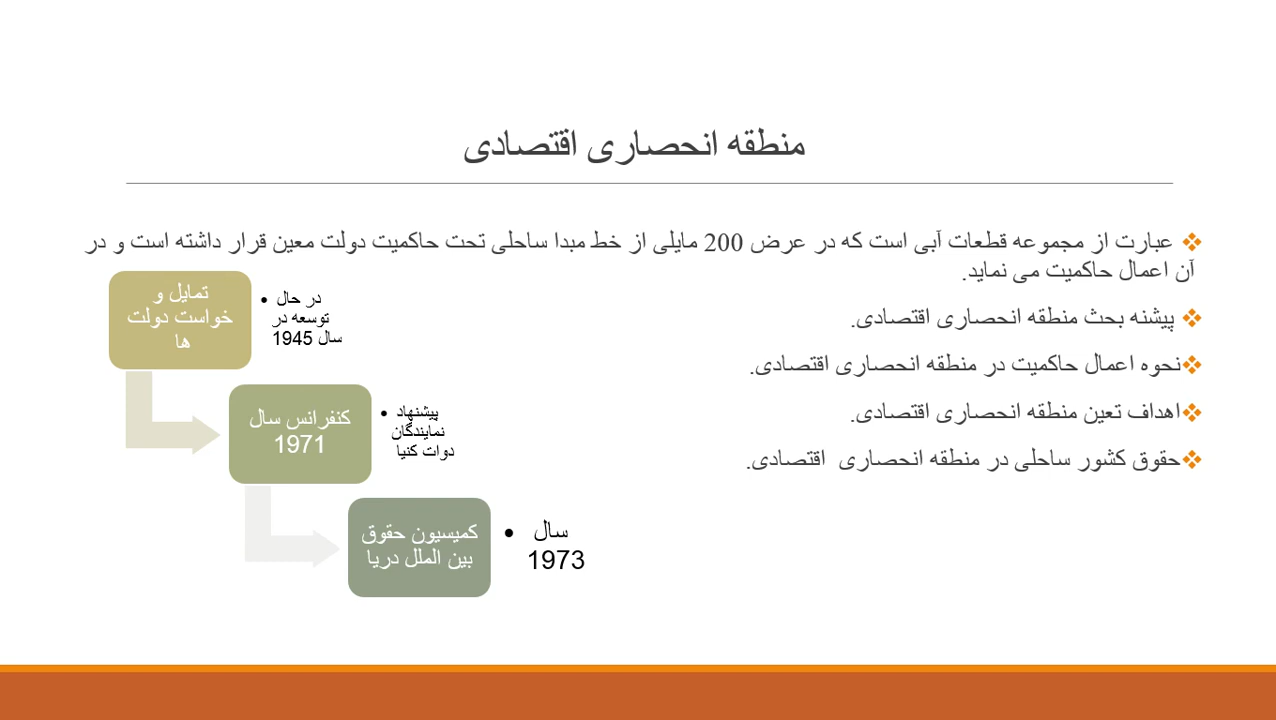 منطقه انحصاری اقتصادی
عبارت از مجموعه قطعات آبی است که در عرض 200 مایلی از خط مبدا ساحلی تحت حاکمیت دولت معین قرار داشته است و در
آن اعمال حاکمیت می نماید.
پیشنه بحث منطقه انحصاری اقتصادی.
نحوه اعمال حاکمیت در منطقه انحصاری اقتصادی.
اهداف تعین منطقه انحصاری اقتصادی.
حقوق کشور ساحلی در منطقه انحصاری اقتصادی.
تمایل و
خواست دولت
ها
در حال
توسعه در
سال 1945
کنفرانس سال
1971
پیشنهاد
نمایندگان
دوات کنیا
کمیسیون حقوق
بین الملل دریا
سال
1973